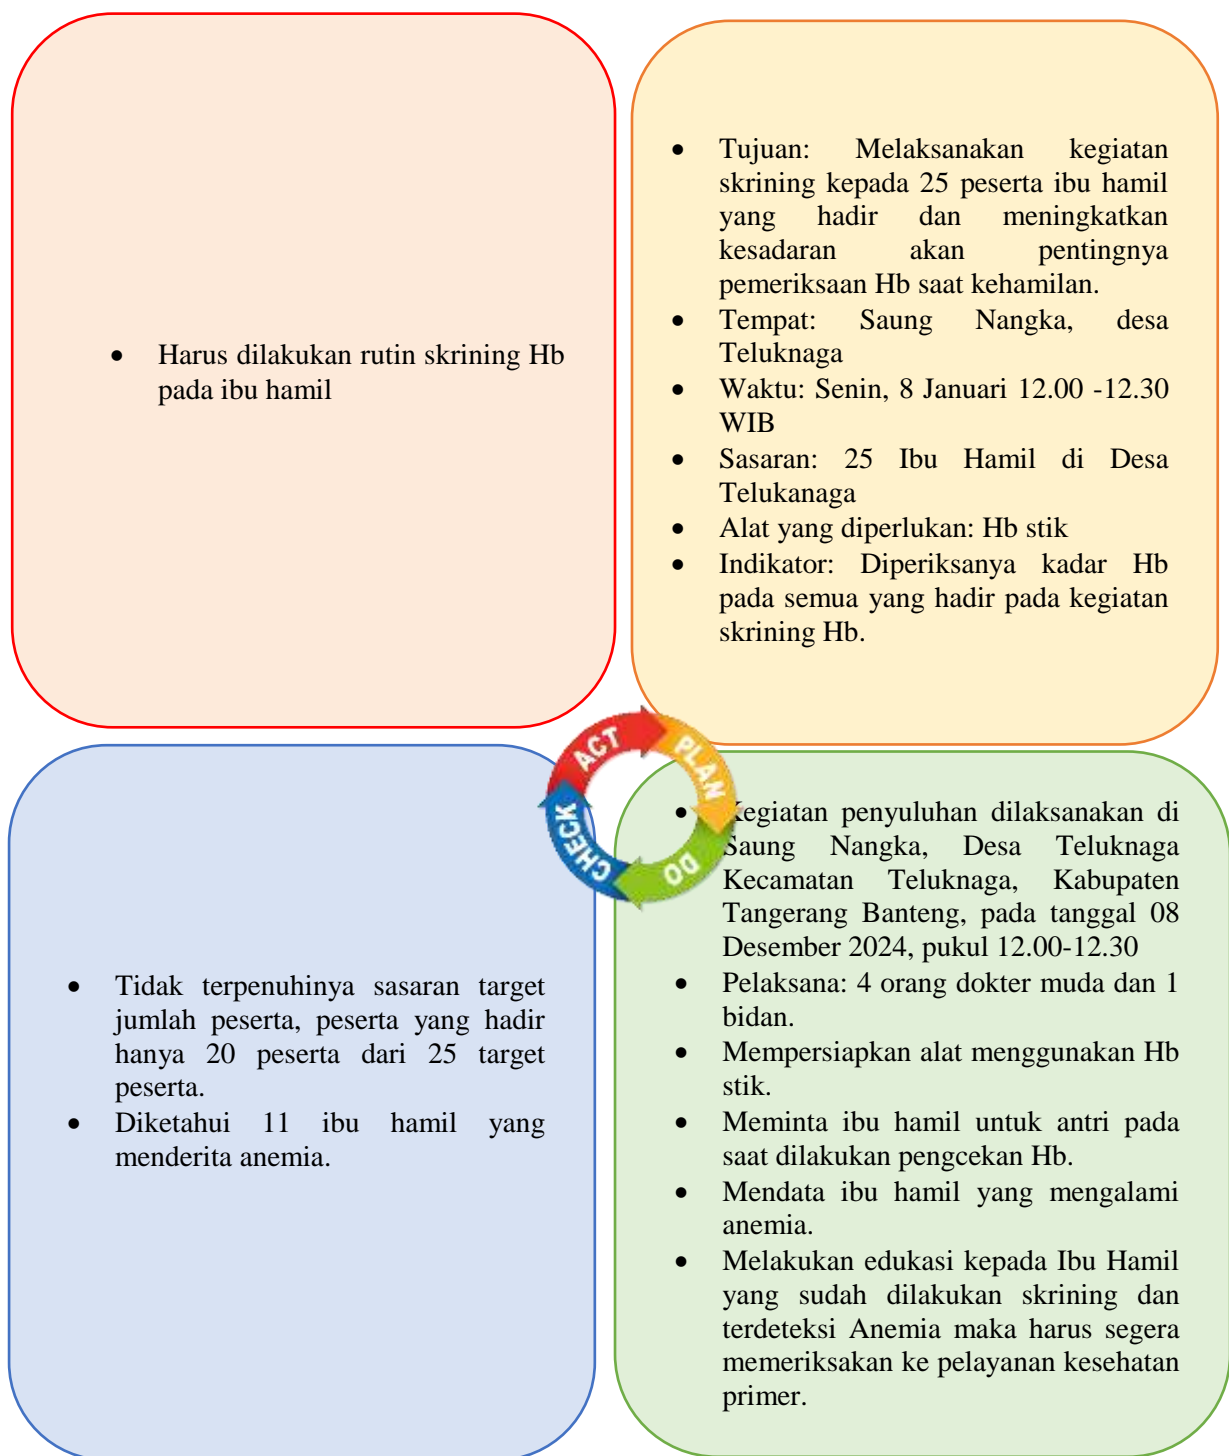 • Harus dilakukan rutin skrining Hb
pada ibu hamil
• Tujuan: Melaksanakan kegiatan
skrining kepada 25 peserta ibu hamil
yang hadir dan meningkatkan
kesadaran akan pentingnya
pemeriksaan Hb saat kehamilan.
• Tempat: Saung Nangka, desa
Teluknaga
• Waktu: Senin, 8 Januari 12.00 -12.30
WIB
• Sasaran: 25 Ibu Hamil di Desa
Telukanaga
• Alat yang diperlukan: Hb stik
• Indikator: Diperiksanya kadar Hb
pada semua yang hadir pada kegiatan
skrining Hb.
ACT
PLAN
CHECK
DO
• Tidak terpenuhinya sasaran target
jumlah peserta, peserta yang hadir
hanya 20 peserta dari 25 target
peserta.
• Diketahui 11 ibu hamil yang
menderita anemia.
• Kegiatan penyuluhan dilaksanakan di
Saung Nangka, Desa Teluknaga
Kecamatan Teluknaga, Kabupaten
Tangerang Banteng, pada tanggal 08
Desember 2024, pukul 12.00-12.30
• Pelaksana: 4 orang dokter muda dan 1
bidan.
• Mempersiapkan alat menggunakan Hb
stik.
• Meminta ibu hamil untuk antri pada
saat dilakukan pengcekan Hb.
• Mendata ibu hamil yang mengalami
anemia.
• Melakukan edukasi kepada Ibu Hamil
yang sudah dilakukan skrining dan
terdeteksi Anemia maka harus segera
memeriksakan ke pelayanan kesehatan
primer.